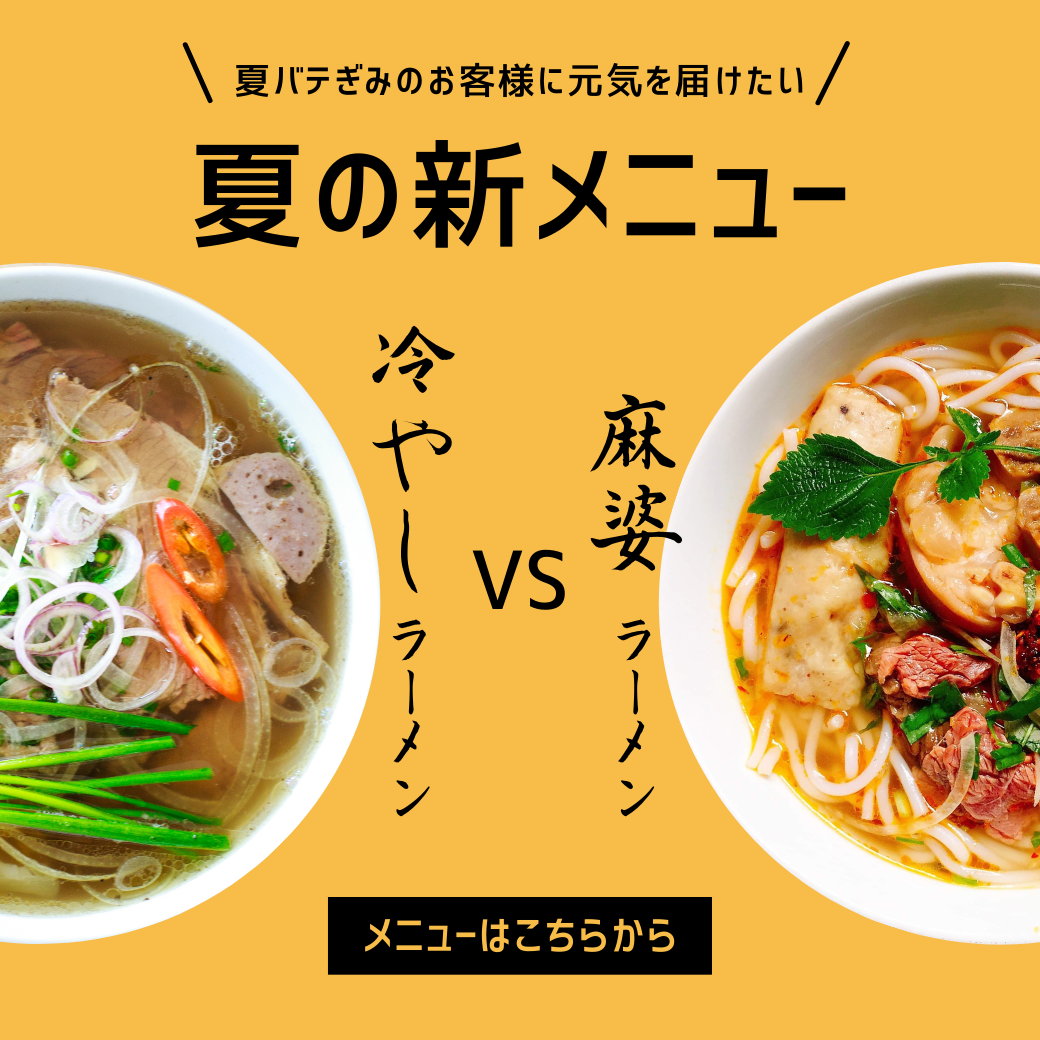 夏バテぎみのお客様に元気を届けたい
夏の新メニュー
冷やしラーメン
VS
麻婆ラーメン
メニューはこちらから